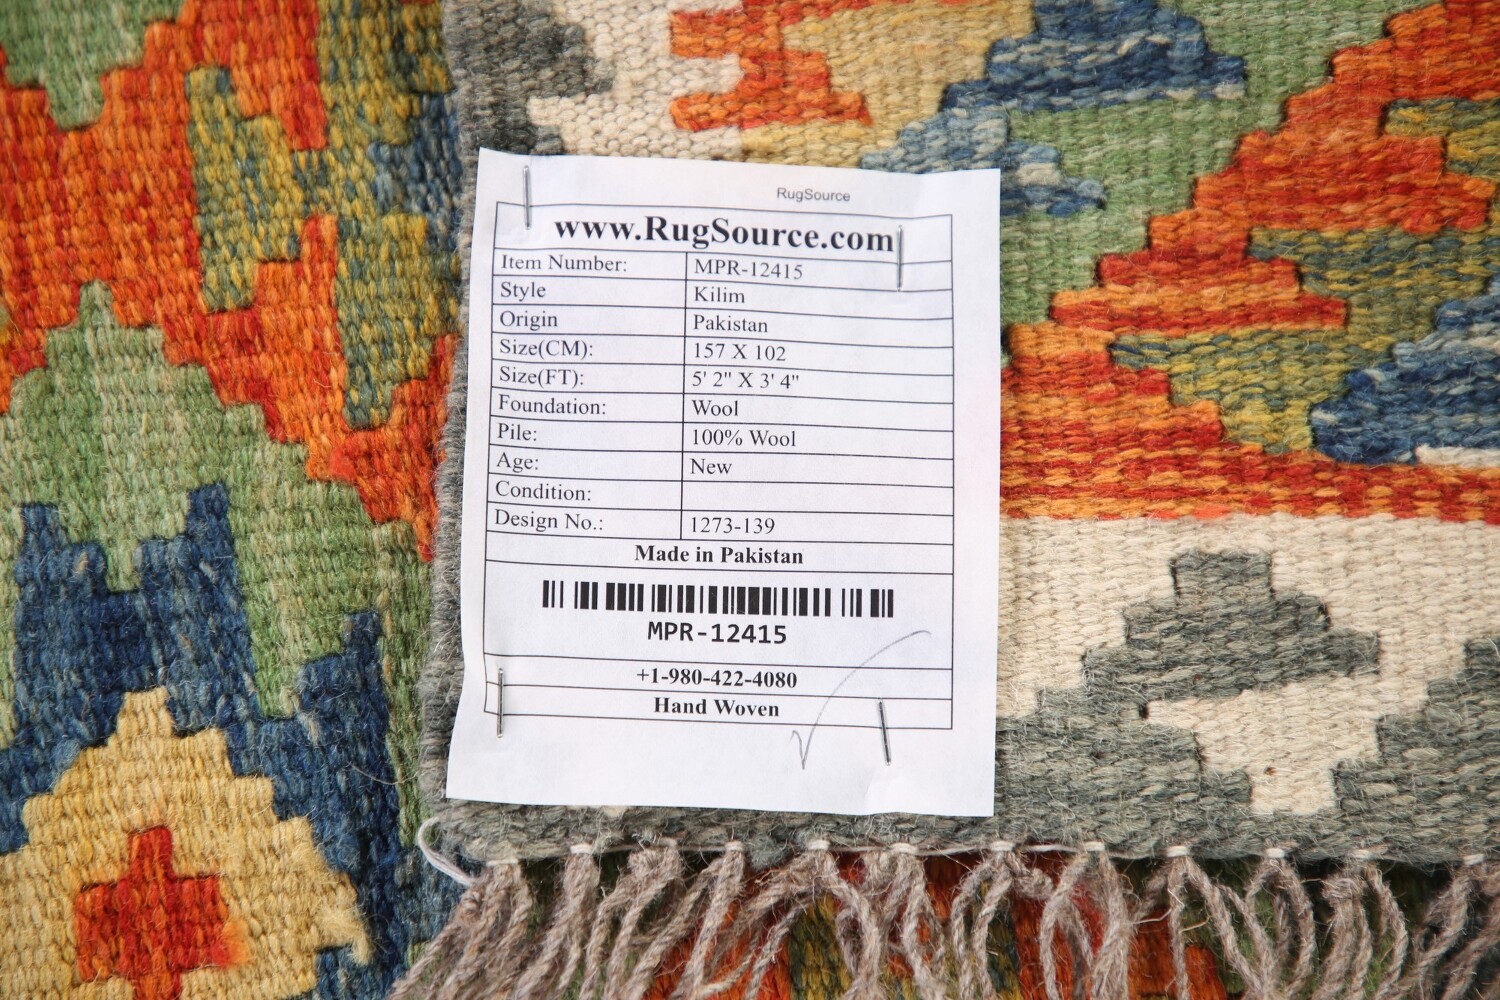 RugSource
www.RugSource.com
Item Number: MPR-12415
Style Kilim
Origin Pakistan
Size(CM): 157 X 102
Size(FT): 5' 2" X 3' 4"
Foundation: Wool
Pile: 100% Wool
Age: New
Condition:
Design No.: 1273-139
Made in Pakistan
MPR-12415
+1-980-422-4080
Hand Woven